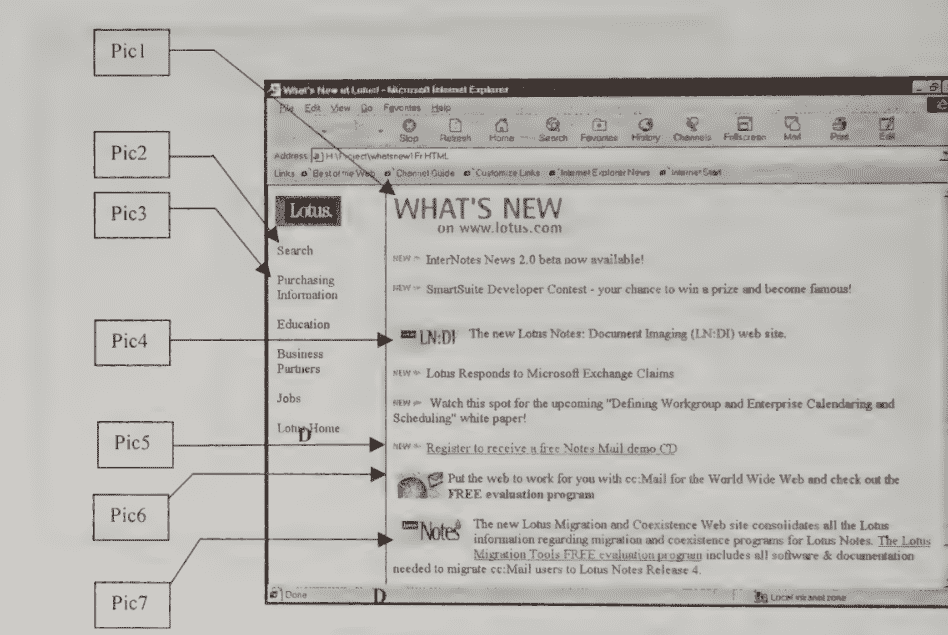 Pic1
Pic2
Pic3
Pic4
Pic5
Pic6
Pic7
What's New at Lotus! - Microsoft Internet Explorer
File Edit View Go Favorites Help
Stop Refresh Home Search Favorites History Channels Fullscreen Mail Print Edit
Address
Links Best of the Web Channel Guide Customize Links Internet Explorer News Internet Start
Lotus.
Search
Purchasing
Information
Education
Business
Partners
Jobs
Lotus Home
D
WHAT'S NEW
on www.lotus.com
NEW InterNotes News 2.0 beta now available!
NEW SmartSuite Developer Contest - your chance to win a prize and become famous!
LN:DI The new Lotus Notes: Document Imaging (LN:DI) web site.
NEW Lotus Responds to Microsoft Exchange Claims
NEW Watch this spot for the upcoming "Defining Workgroup and Enterprise Calendaring and
Scheduling" white paper!
NEW Register to receive a free Notes Mail demo CD
Put the web to work for you with cc:Mail for the World Wide Web and check out the
FREE evaluation program
Notes The new Lotus Migration and Coexistence Web site consolidates all the Lotus
information regarding migration and coexistence programs for Lotus Notes. The Lotus
Migration Tools FREE evaluation program includes all software & documentation
needed to migrate cc:Mail users to Lotus Notes Release 4.
Done
D
Local intranet zone